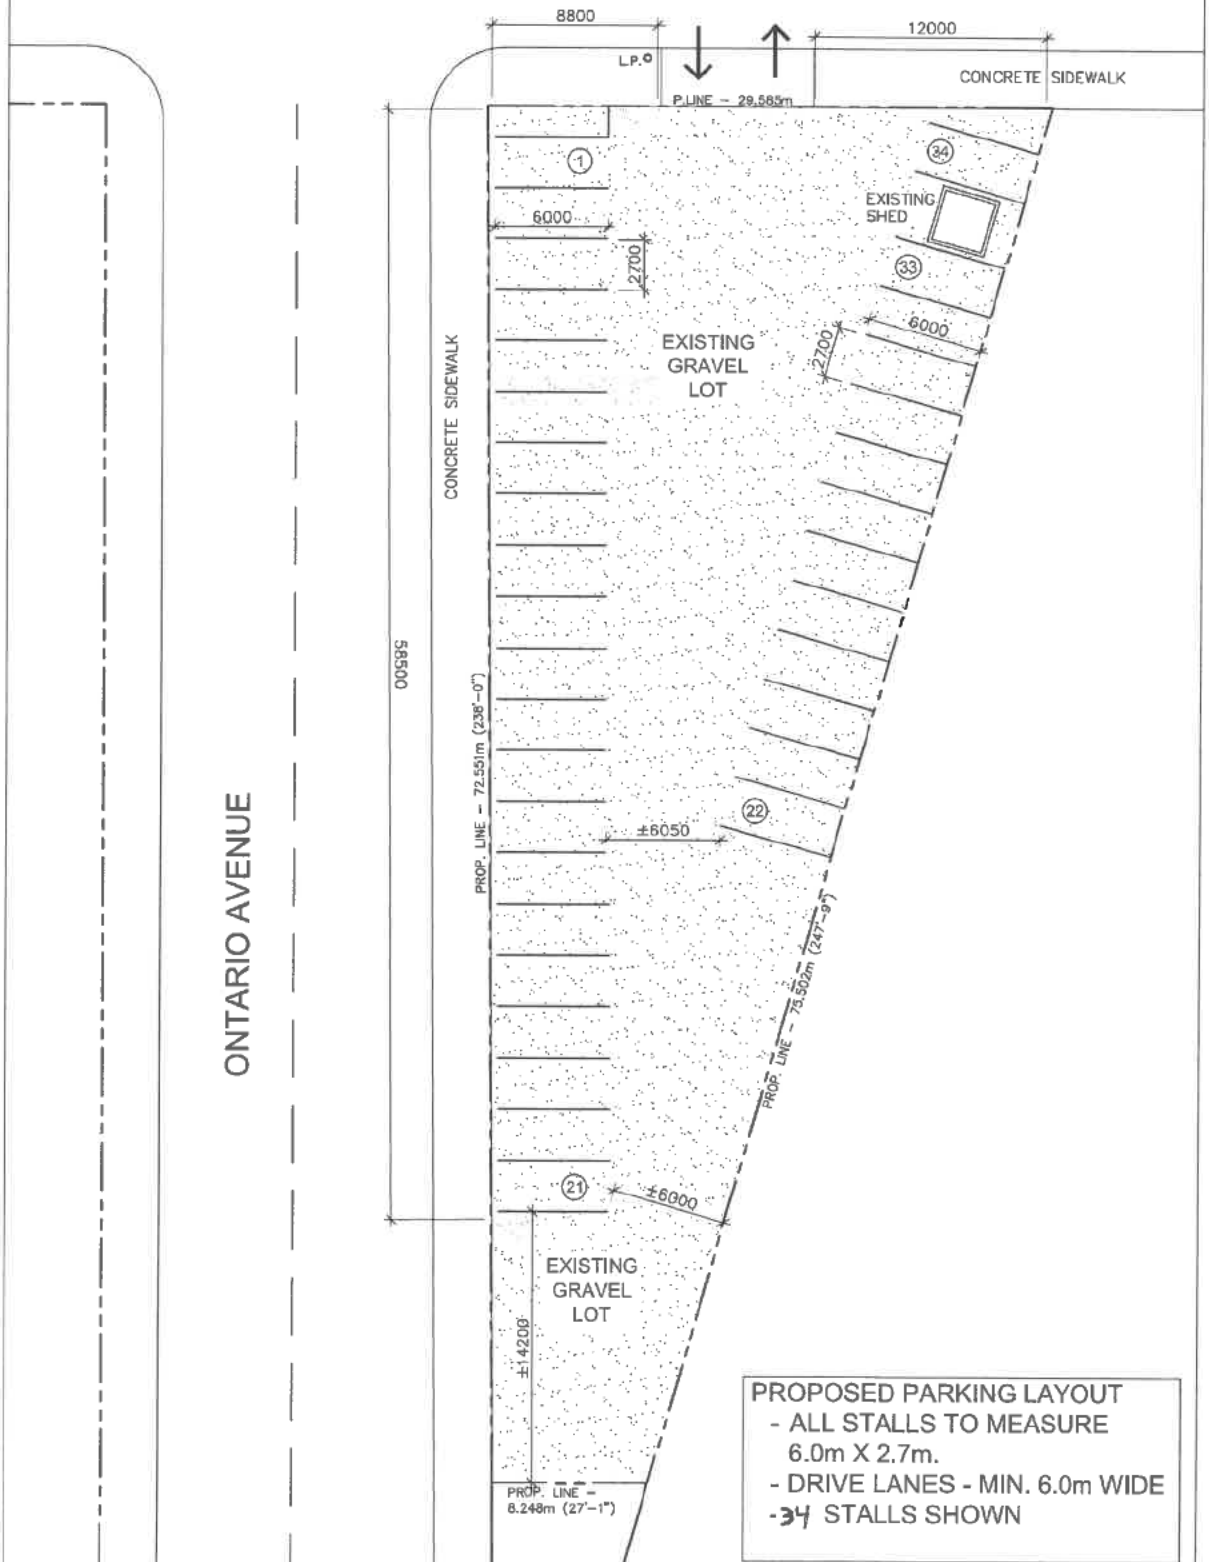 8800
12000
L.P.
CONCRETE SIDEWALK
P.LINE - 29.585m
1
34
EXISTING
SHED
6000
2700
33
6000
2700
EXISTING
GRAVEL
LOT
CONCRETE SIDEWALK
58500
PROP. LINE - 72.551m (238'-0")
22
±6050
ONTARIO AVENUE
PROP. LINE - 75.502m (247'-9")
21
±6000
EXISTING
GRAVEL
LOT
±14200
PROP. LINE -
8.248m (27'-1")
PROPOSED PARKING LAYOUT
- ALL STALLS TO MEASURE
6.0m X 2.7m.
- DRIVE LANES - MIN. 6.0m WIDE
-34 STALLS SHOWN